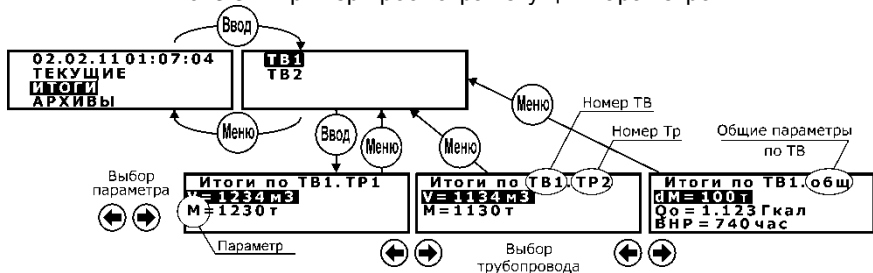 Ввод
02.02.11 01:07:04
ТЕКУЩИЕ
ИТОГИ
АРХИВЫ
ТВ1
ТВ2
Меню
Ввод
Меню
Меню
Меню
Номер ТВ
Номер Тр
Общие параметры
по ТВ
Выбор
параметра
Итоги по ТВ1.ТР1
V=1234 м3
М=1230 т
Параметр
Итоги по ТВ1.ТР2
V=1134 м3
М=1130 т
Выбор
трубопровода
Итоги по ТВ1.общ
dM=100 т
Qо=1.123 Гкал
ВНР=740 час